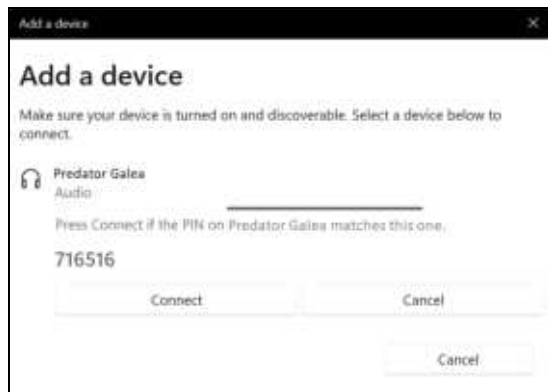 Add a device
Add a device
Make sure your device is turned on and discoverable. Select a device below to
connect.
Predator Galea
Audio
Press Connect if the PIN on Predator Galea matches this one.
716516
Connect Cancel
Cancel